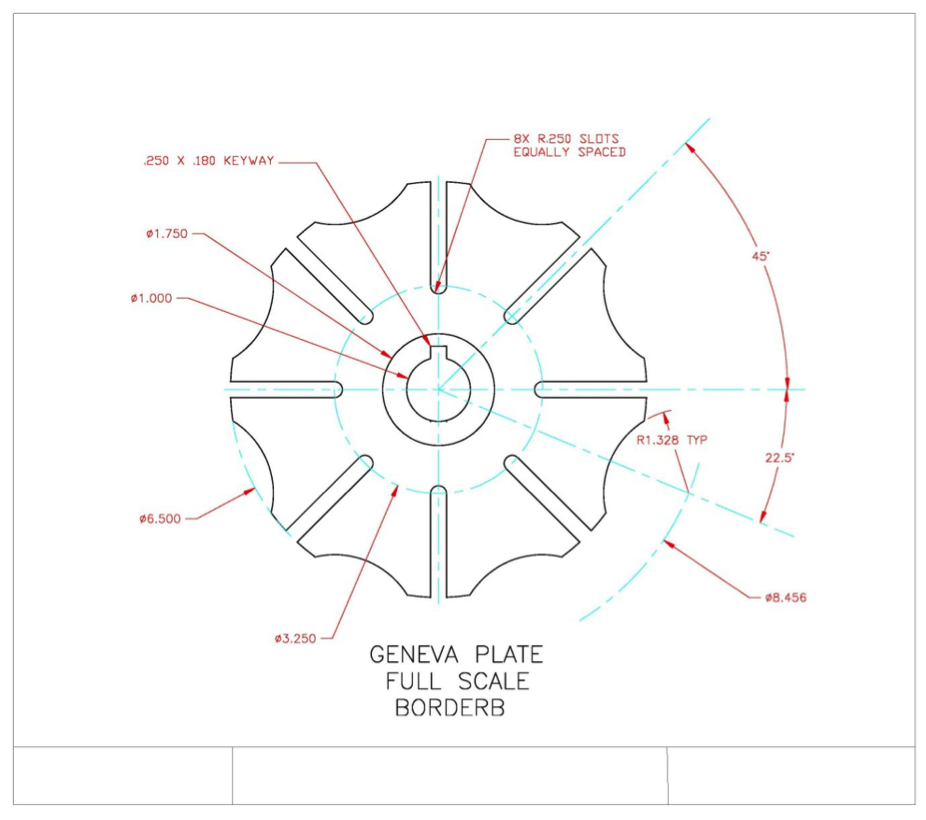 8X R.250 SLOTS
EQUALLY SPACED
.250 X .180 KEYWAY
ø1.750
45°
ø1.000
R1.328 TYP
22.5°
ø6.500
ø8.456
ø3.250
GENEVA PLATE
FULL SCALE
BORDERB